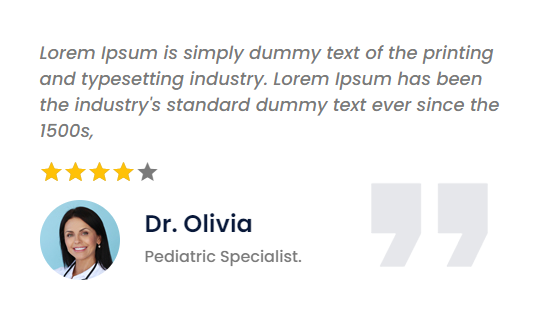 Lorem Ipsum is simply dummy text of the printing
and typesetting industry. Lorem Ipsum has been
the industry's standard dummy text ever since the
1500s,
Dr. Olivia
Pediatric Specialist.